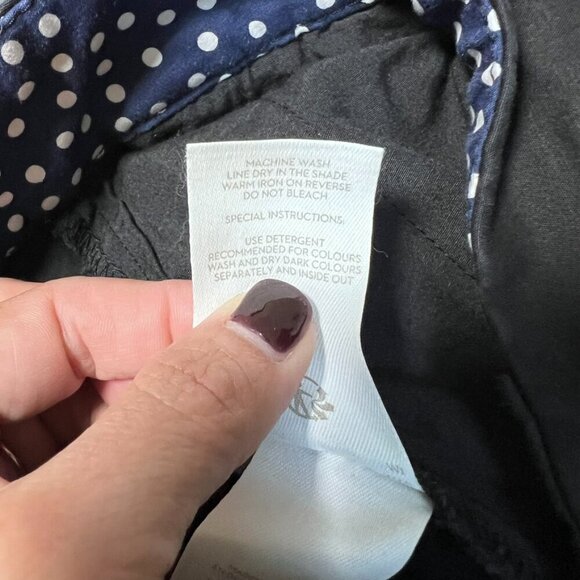 MACHINE WASH
LINE DRY IN THE SHADE
WARM IRON ON REVERSE
DO NOT BLEACH
SPECIAL INSTRUCTIONS:
USE DETERGENT
RECOMMENDED FOR COLOURS
WASH AND DRY DARK COLOURS
SEPARATELY AND INSIDE OUT